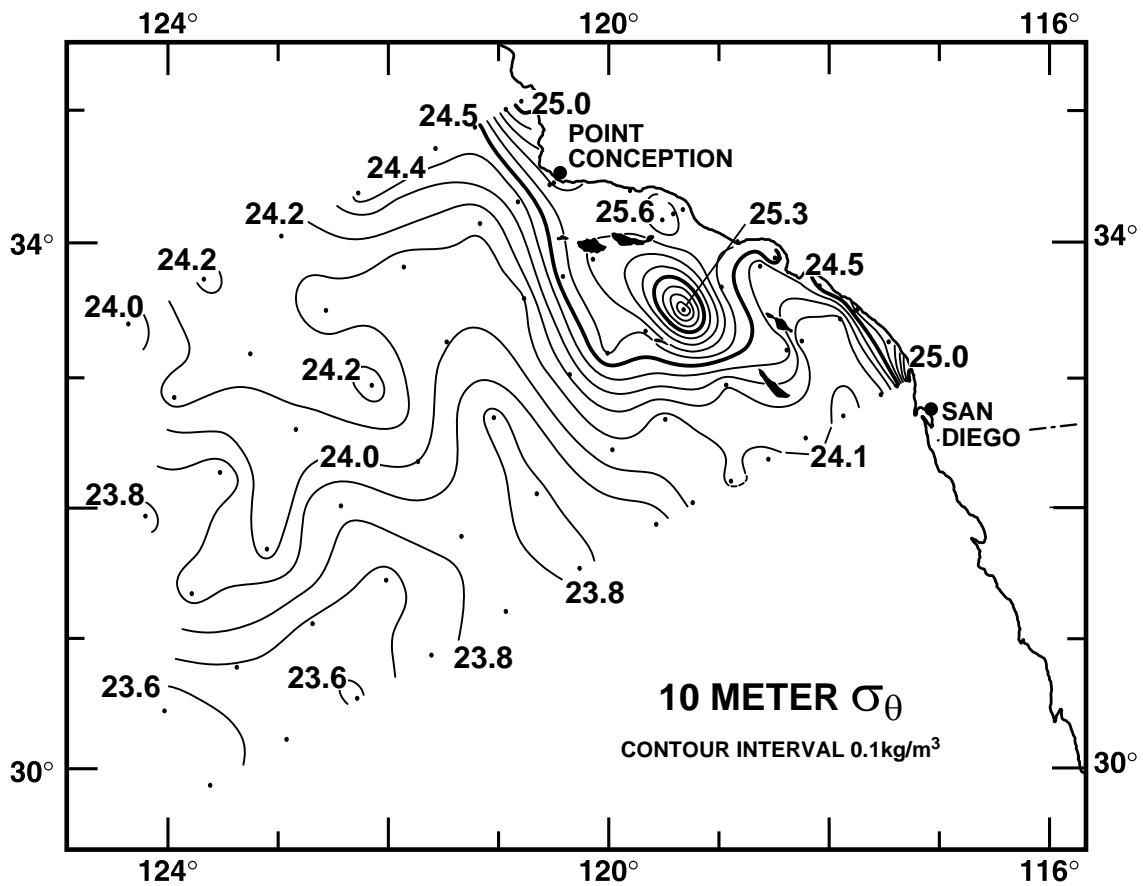 124° 120° 116°
24.5
25.0
POINT
CONCEPTION
24.4
24.2
25.6
25.3
34°
34°
24.2
24.5
24.0
24.2
25.0
SAN
DIEGO
24.0
24.1
23.8
23.8
23.8
23.6
23.6
10 METER σθ
CONTOUR INTERVAL 0.1kg/m³
30°
30°
124° 120° 116°